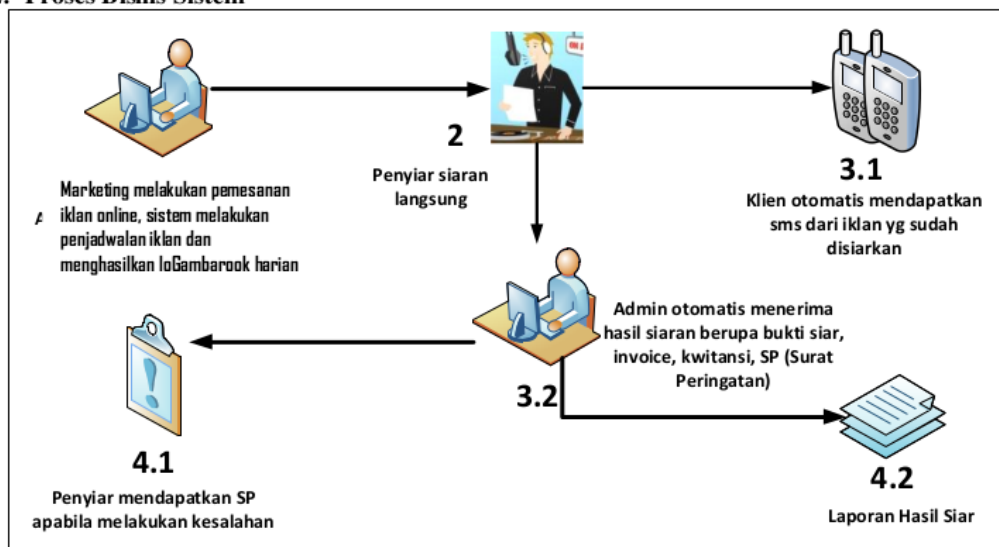 Proses Bisnis Sistem
Marketing melakukan pemesanan
iklan online, sistem melakukan
penjadwalan iklan dan
menghasilkan loGambarook harian
2
Penyiar siaran
langsung
3.1
Klien otomatis mendapatkan
sms dari iklan yg sudah
disiarkan
Admin otomatis menerima
hasil siaran berupa bukti siar,
invoice, kwitansi, SP (Surat
Peringatan)
3.2
4.1
Penyiar mendapatkan SP
apabila melakukan kesalahan
4.2
Laporan Hasil Siar